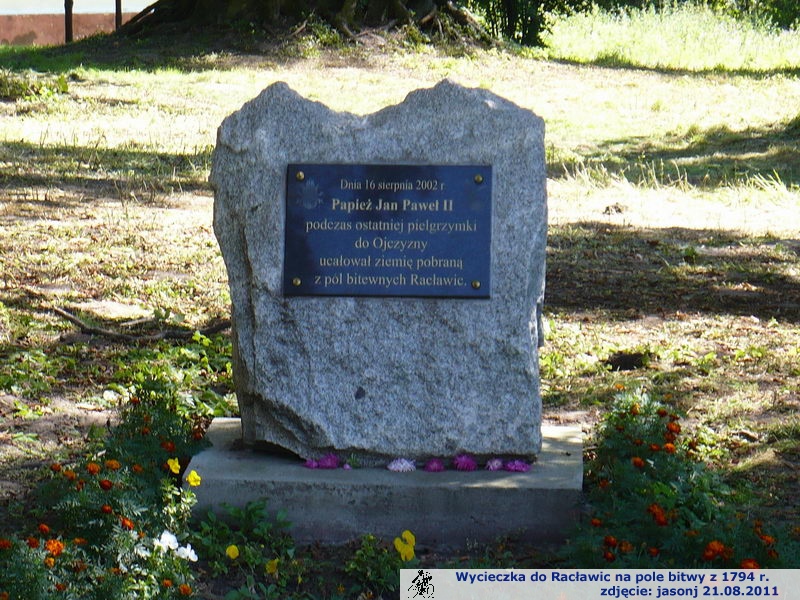 Dnia 16 sierpnia 2002 r
Papież Jan Paweł II
podczas ostatniej pielgrzymki
do Ojczyzny
ucałował ziemię pobraną
z pól bitewnych Racławic.
Wycieczka do Racławic na pole bitwy z 1794 r.
zdjęcie: jasonj 21.08.2011